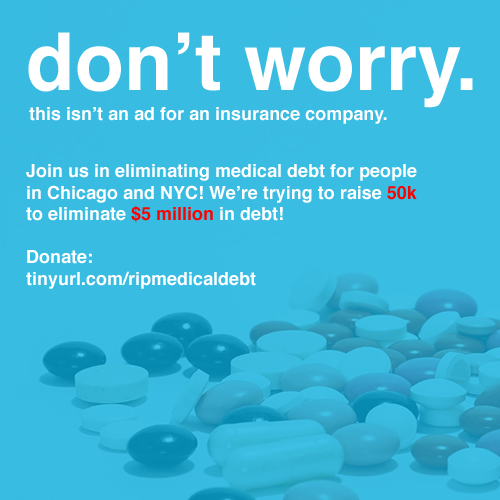 don’t worry.
this isn’t an ad for an insurance company.
Join us in eliminating medical debt for people
in Chicago and NYC! We’re trying to raise 50k
to eliminate $5 million in debt!
Donate:
tinyurl.com/ripmedicaldebt